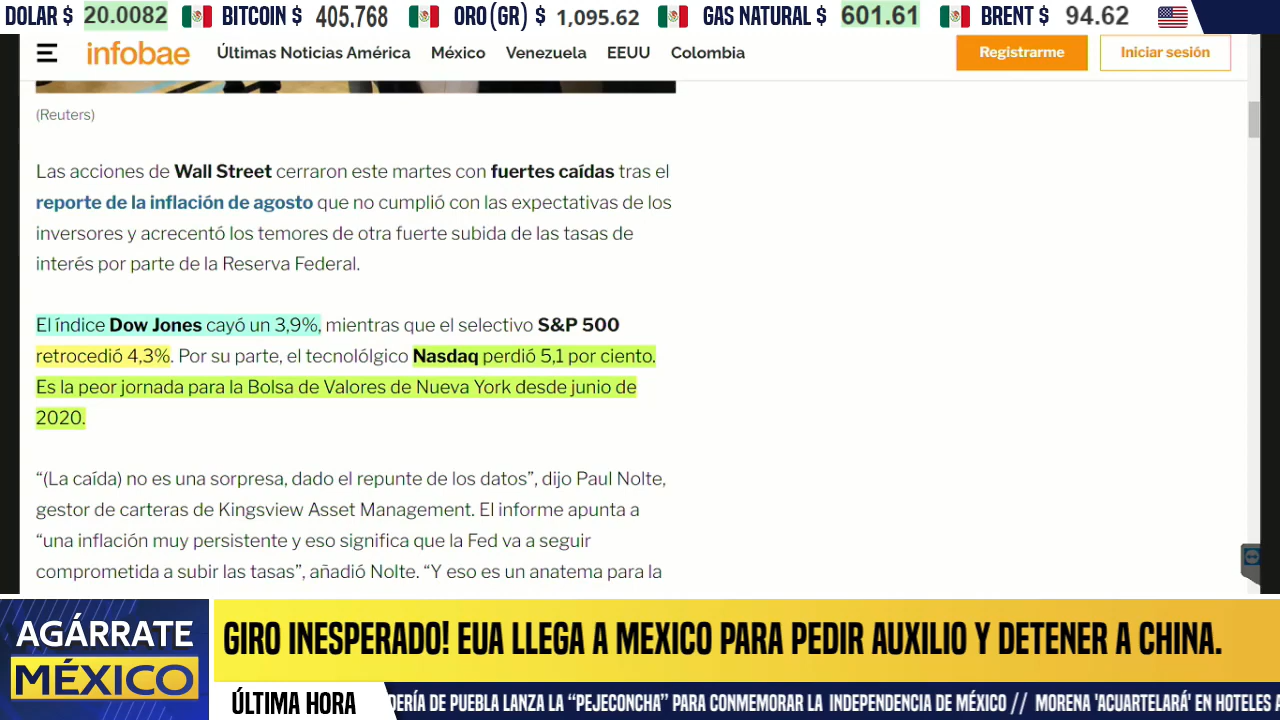 DOLAR $ 20.0082 BITCOIN $ 405,768 ORO (GR) $ 1,095.62 GAS NATURAL $ 601.61 BRENT $ 94.62
infobae Últimas Noticias América México Venezuela EEUU Colombia Registrarme Iniciar sesión
(Reuters)
Las acciones de Wall Street cerraron este martes con fuertes caídas tras el
reporte de la inflación de agosto que no cumplió con las expectativas de los
inversores y acrecentó los temores de otra fuerte subida de las tasas de
interés por parte de la Reserva Federal.
El índice Dow Jones cayó un 3,9%, mientras que el selectivo S&P 500
retrocedió 4,3%. Por su parte, el tecnolólgico Nasdaq perdió 5,1 por ciento.
Es la peor jornada para la Bolsa de Valores de Nueva York desde junio de
2020.
“(La caída) no es una sorpresa, dado el repunte de los datos”, dijo Paul Nolte,
gestor de carteras de Kingsview Asset Management. El informe apunta a
“una inflación muy persistente y eso significa que la Fed va a seguir
comprometida a subir las tasas”, añadió Nolte. “Y eso es un anatema para la
AGÁRRATE
MÉXICO
GIRO INESPERADO! EUA LLEGA A MEXICO PARA PEDIR AUXILIO Y DETENER A CHINA.
ÚLTIMA HORA DERÍA DE PUEBLA LANZA LA “PEJECONCHA” PARA CONMEMORAR LA INDEPENDENCIA DE MÉXICO // MORENA 'ACUARTELARÁ' EN HOTELES A